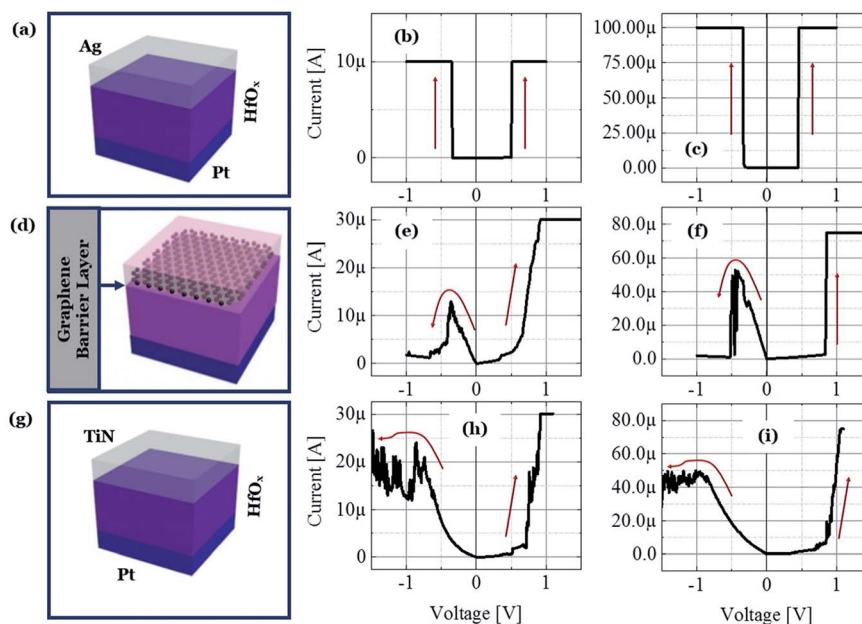 (a)
Ag
HfOₓ
Pt
(b)
Current [A]
10μ
0
-1 0 1
(c)
100.00μ
75.00μ
50.00μ
25.00μ
0.00
-1 0 1
(d)
Graphene
Barrier Layer
(e)
Current [A]
30μ
20μ
10μ
0
-1 0 1
(f)
80.0μ
60.0μ
40.0μ
20.0μ
0.0
-1 0 1
(g)
TiN
HfOₓ
Pt
(h)
Current [A]
30μ
20μ
10μ
0
-1 0 1
Voltage [V]
(i)
80.0μ
60.0μ
40.0μ
20.0μ
0.0
-1 0 1
Voltage [V]